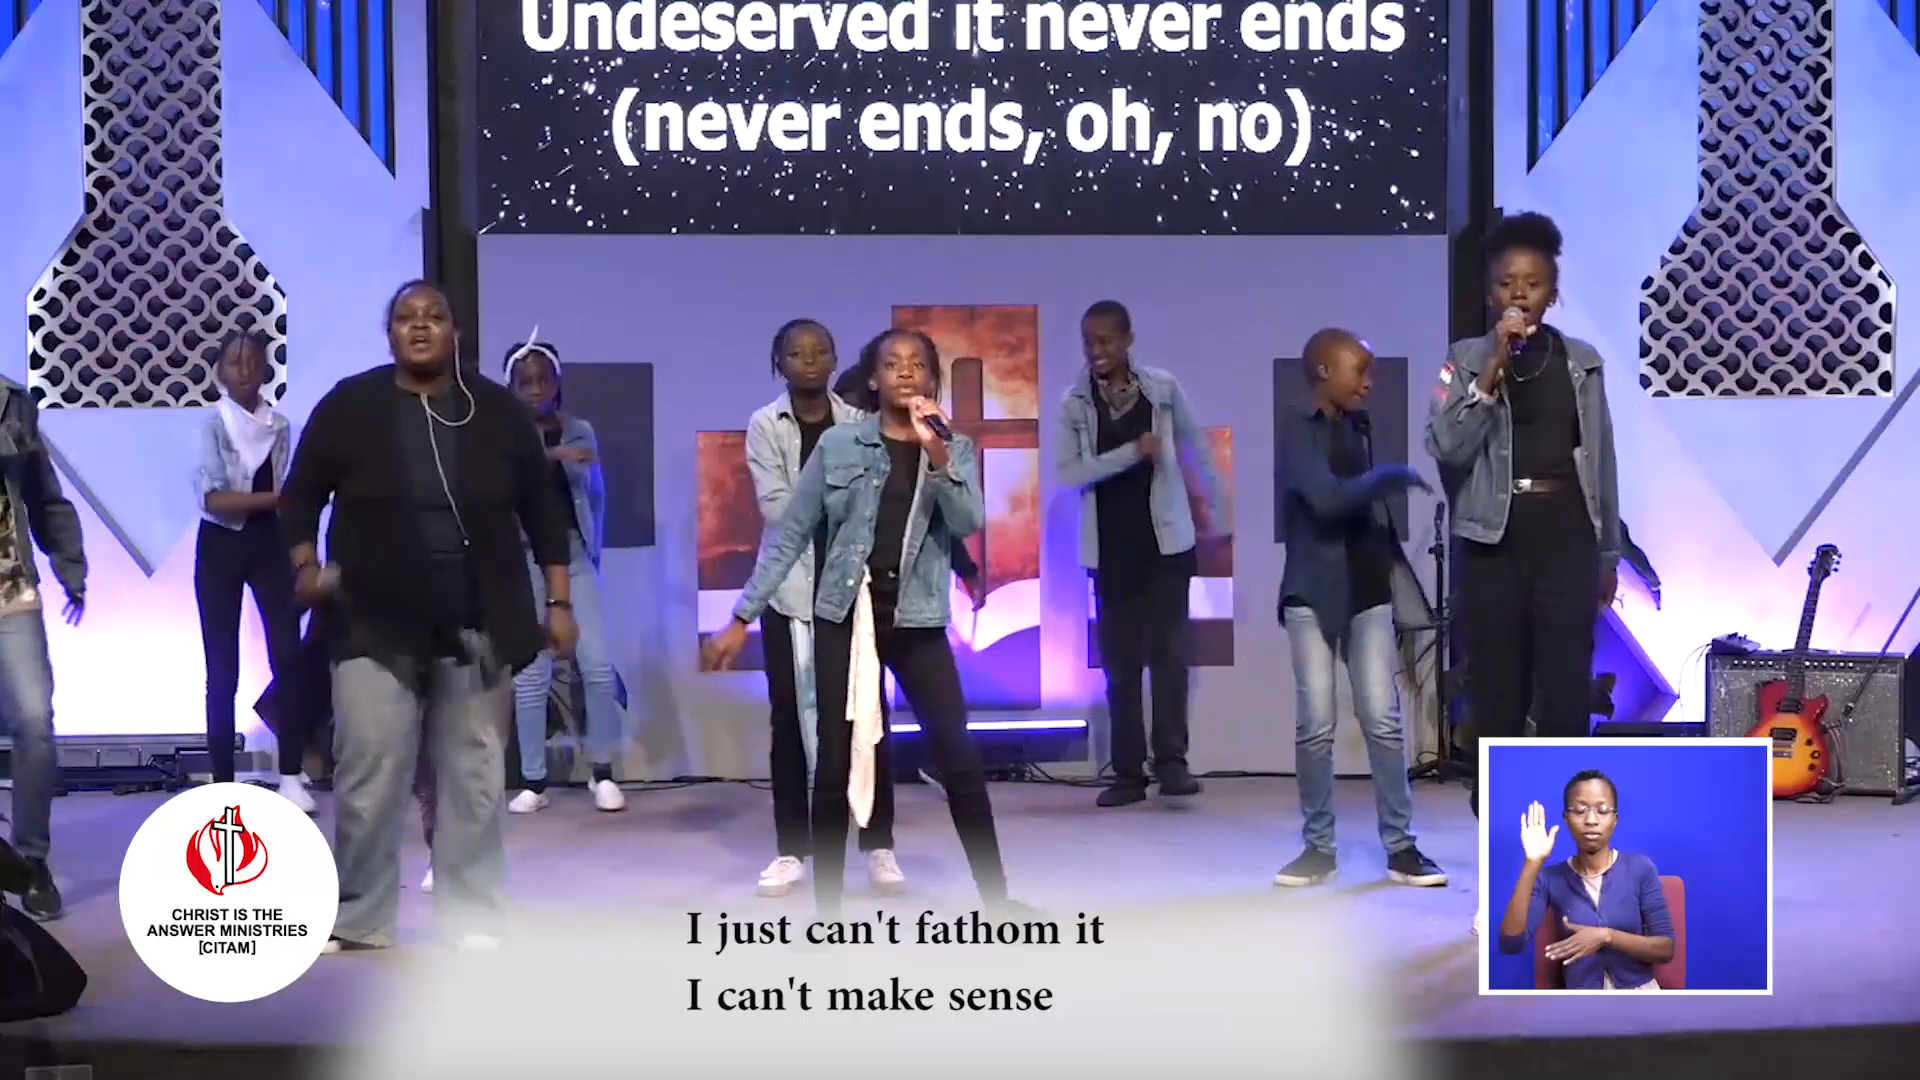 Undeserved it never ends
(never ends, oh, no)
CHRIST IS THE
ANSWER MINISTRIES
[CITAM]
I just can't fathom it
I can't make sense